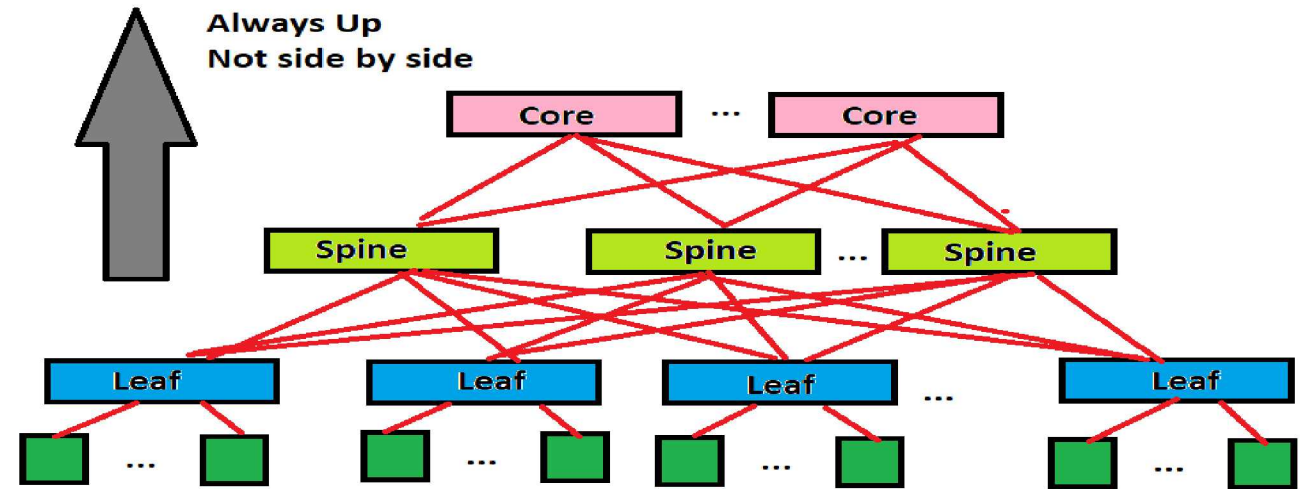 Always Up
Not side by side
Core ... Core
Spine Spine ... Spine
Leaf Leaf Leaf ... Leaf
... ... ... ...